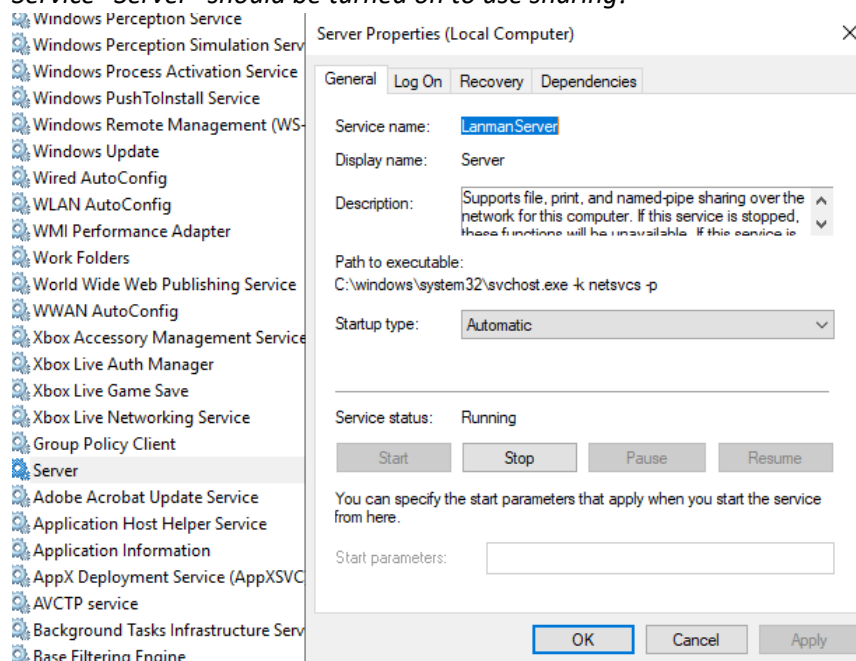 Service "Server" should be turned on to use sharing.
Windows Perception Service
Windows Perception Simulation Serv
Windows Process Activation Service
Windows PushToInstall Service
Windows Remote Management (WS-
Windows Update
Wired AutoConfig
WLAN AutoConfig
WMI Performance Adapter
Work Folders
World Wide Web Publishing Service
WWAN AutoConfig
Xbox Accessory Management Service
Xbox Live Auth Manager
Xbox Live Game Save
Xbox Live Networking Service
Group Policy Client
Server
Adobe Acrobat Update Service
Application Host Helper Service
Application Information
AppX Deployment Service (AppXSVC
AVCTP service
Background Tasks Infrastructure Serv
Base Filtering Engine
Server Properties (Local Computer)
General Log On Recovery Dependencies
Service name: LanmanServer
Display name: Server
Description: Supports file, print, and named-pipe sharing over the
network for this computer. If this service is stopped,
these functions will be unavailable. If this service is
Path to executable:
C:\windows\system32\svchost.exe -k netsvcs -p
Startup type: Automatic
Service status: Running
Start Stop Pause Resume
You can specify the start parameters that apply when you start the service
from here.
Start parameters:
OK Cancel Apply